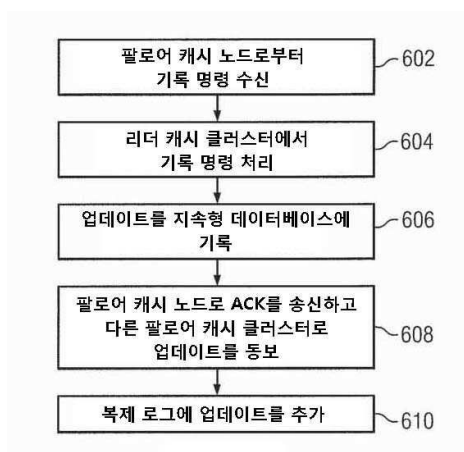 팔로어 캐시 노드로부터
기록 명령 수신
602
리더 캐시 클러스터에서
기록 명령 처리
604
업데이트를 지속형 데이터베이스에
기록
606
팔로어 캐시 노드로 ACK를 송신하고
다른 팔로어 캐시 클러스터로
업데이트를 동보
608
복제 로그에 업데이트를 추가
610